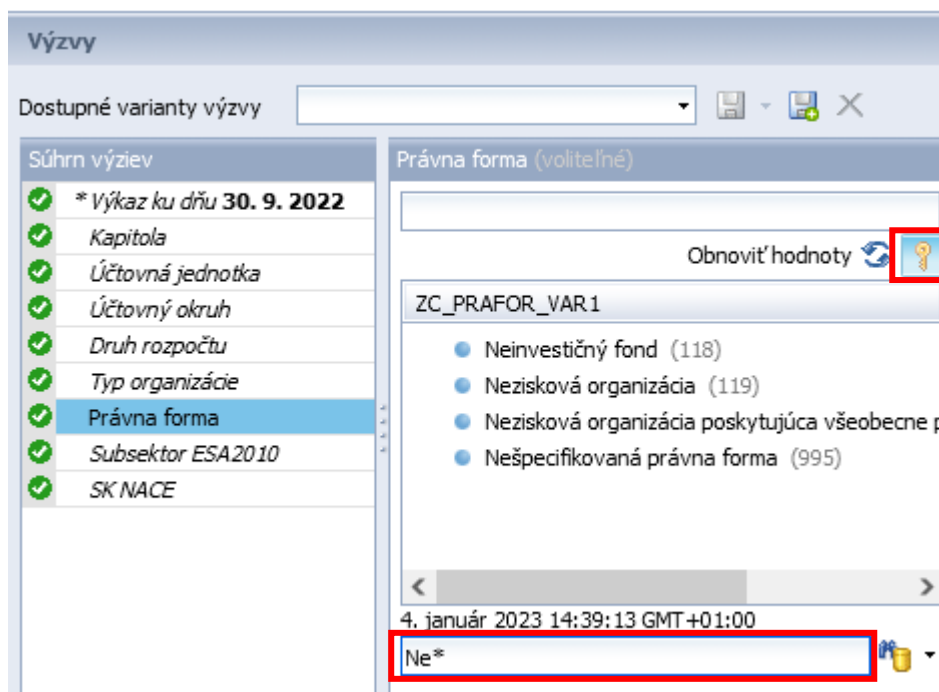 Výzvy
Dostupné varianty výzvy
Súhrn výziev
* Výkaz ku dňu 30. 9. 2022
Kapitola
Účtovná jednotka
Účtovný okruh
Druh rozpočtu
Typ organizácie
Právna forma
Subsektor ESA2010
SK NACE
Právna forma (voliteľné)
Obnoviť hodnoty
ZC_PRAFOR_VAR1
Neinvestičný fond (118)
Nezisková organizácia (119)
Nezisková organizácia poskytujúca všeobecne p
Nešpecifikovaná právna forma (995)
4. január 2023 14:39:13 GMT+01:00
Ne*